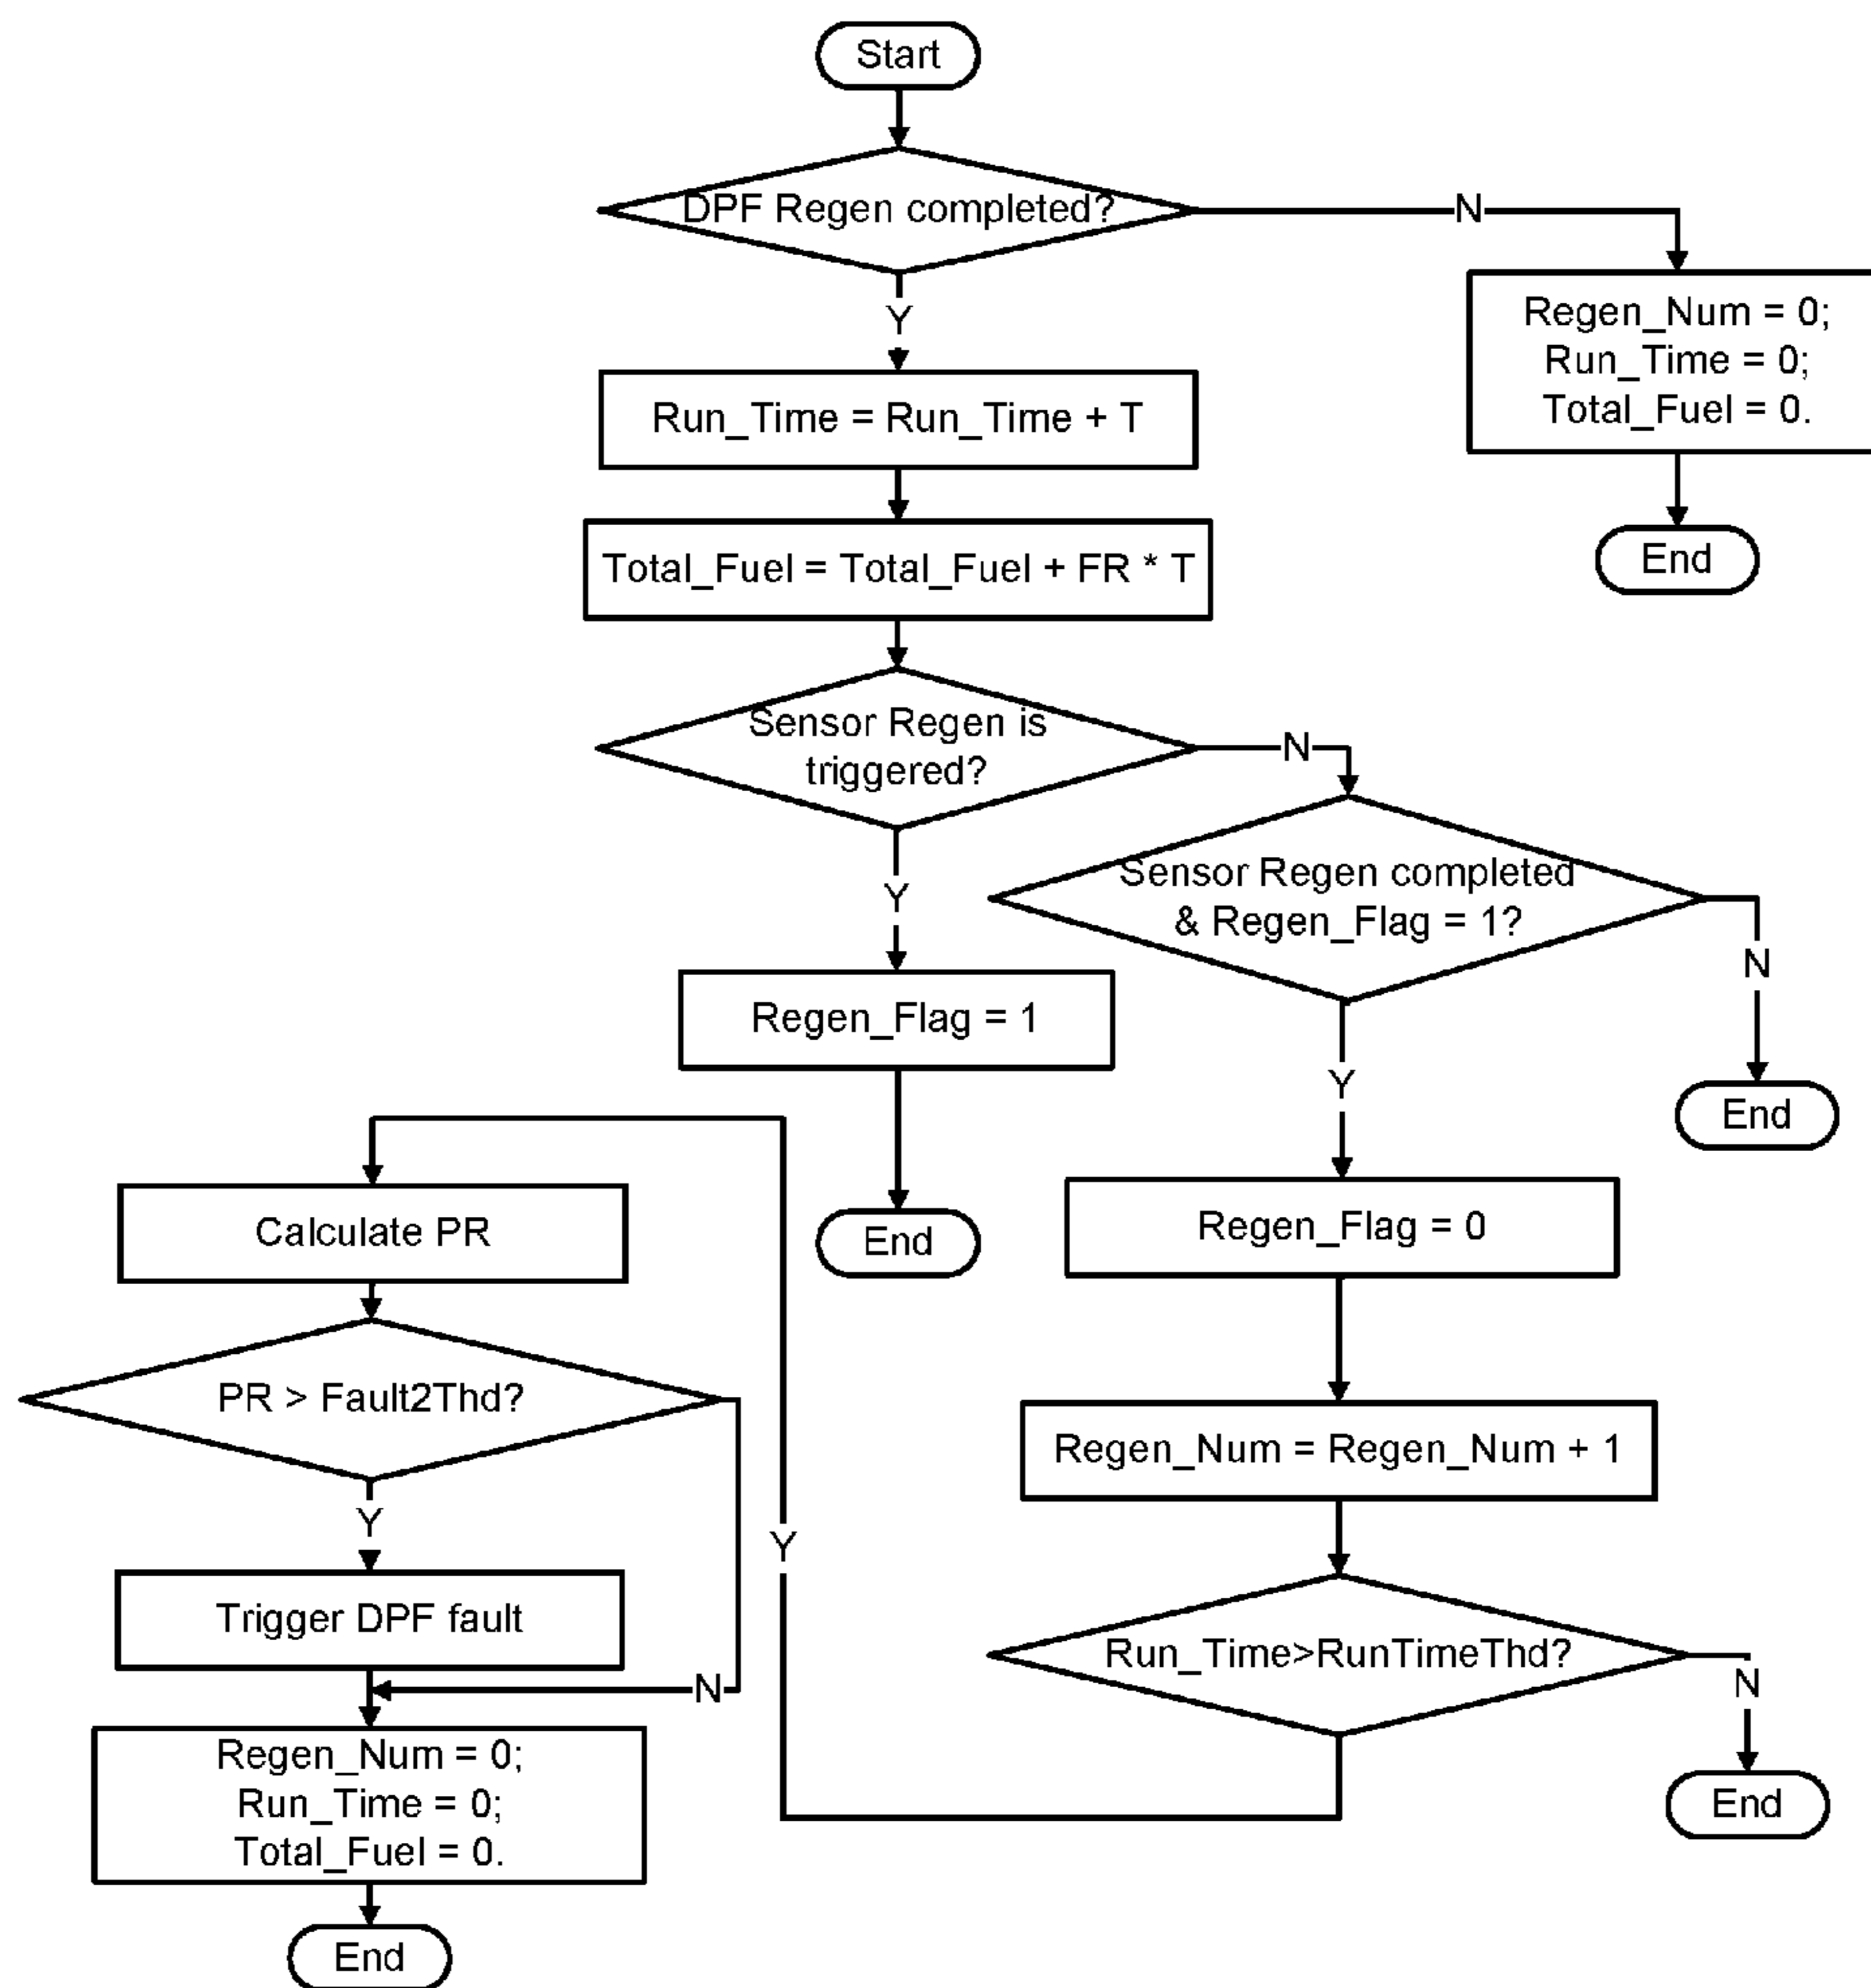 Start
DPF Regen completed?
N
Y
Regen_Num = 0;
Run_Time = 0;
Total_Fuel = 0.
End
Run_Time = Run_Time + T
Total_Fuel = Total_Fuel + FR * T
Sensor Regen is
triggered?
N
Y
Sensor Regen completed
& Regen_Flag = 1?
N
Y
End
Regen_Flag = 1
End
Regen_Flag = 0
Regen_Num = Regen_Num + 1
Run_Time>RunTimeThd?
N
End
Y
Calculate PR
PR > Fault2Thd?
Y
N
Trigger DPF fault
Regen_Num = 0;
Run_Time = 0;
Total_Fuel = 0.
End